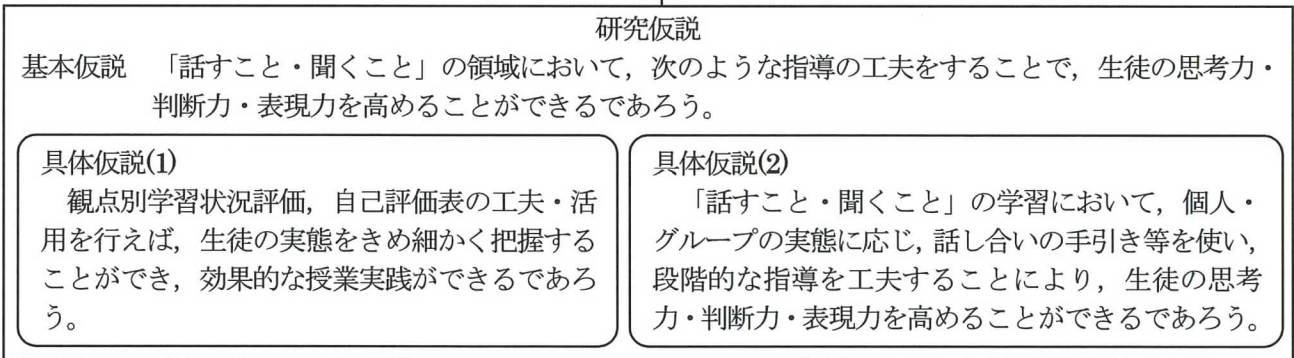 研究仮説
基本仮説 「話すこと・聞くこと」の領域において，次のような指導の工夫をすることで，生徒の思考力・
判断力・表現力を高めることができるであろう。
具体仮説(1)
観点別学習状況評価，自己評価表の工夫・活
用を行えば，生徒の実態をきめ細かく把握する
ことができ，効果的な授業実践ができるであろ
う。
具体仮説(2)
「話すこと・聞くこと」の学習において，個人・
グループの実態に応じ，話し合いの手引き等を使い，
段階的な指導を工夫することにより，生徒の思考
力・判断力・表現力を高めることができるであろう。